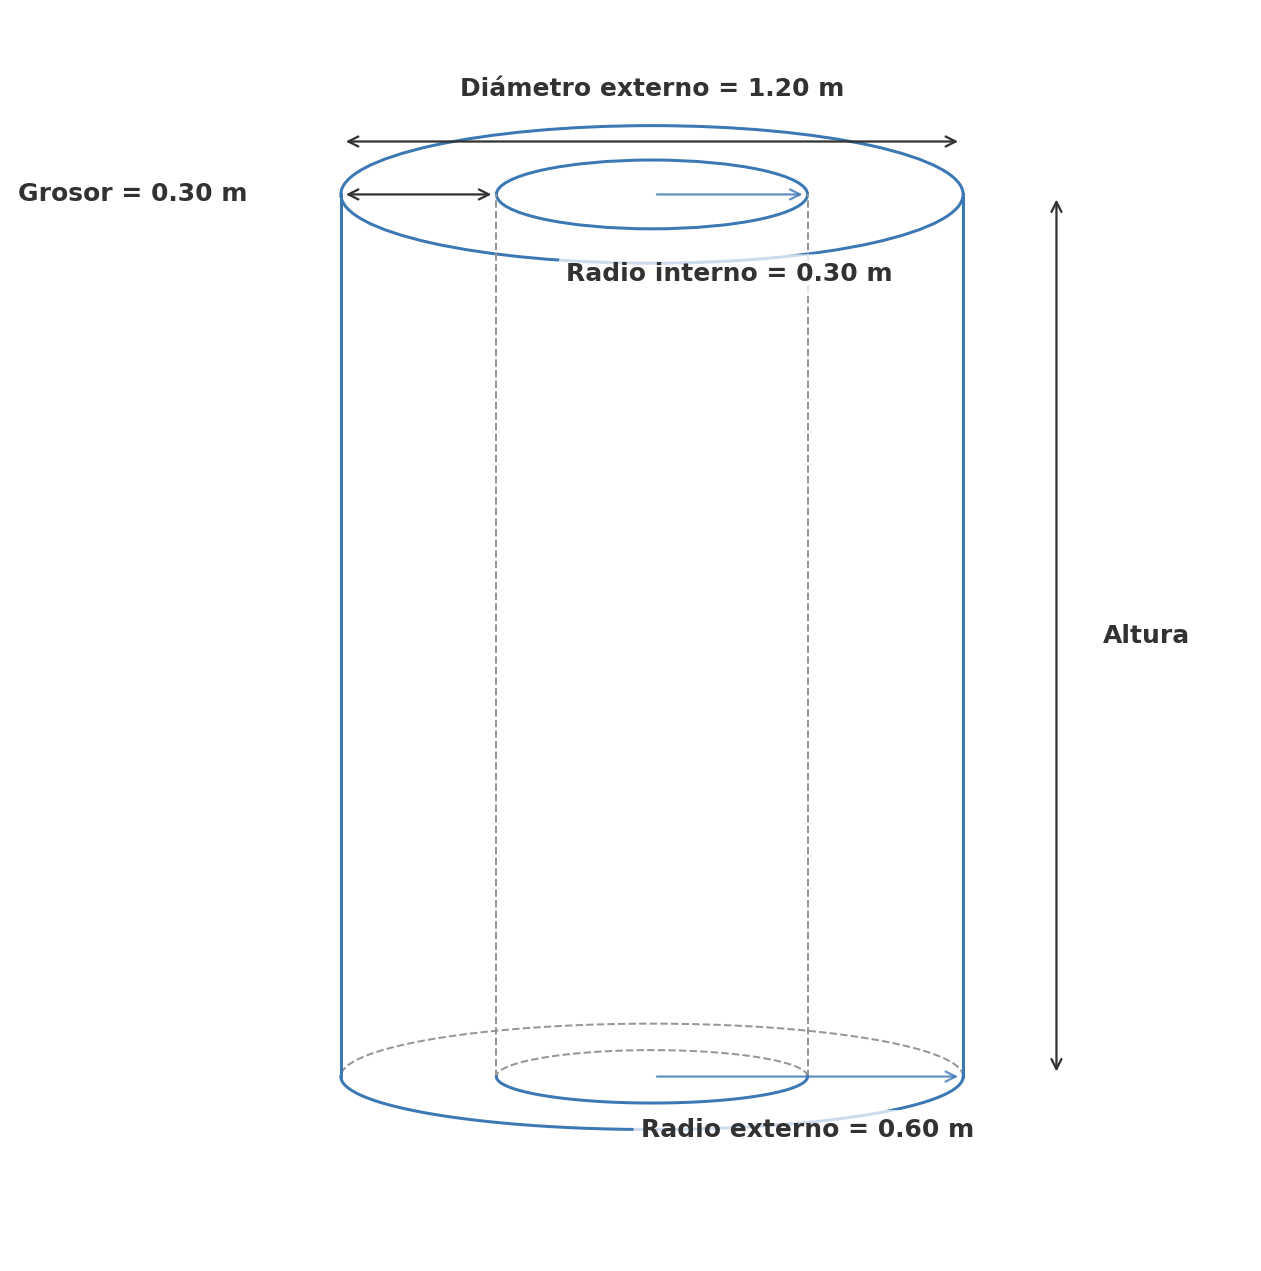 Diámetro externo = 1.20 m
Grosor = 0.30 m
Radio interno = 0.30 m
Altura
Radio externo = 0.60 m